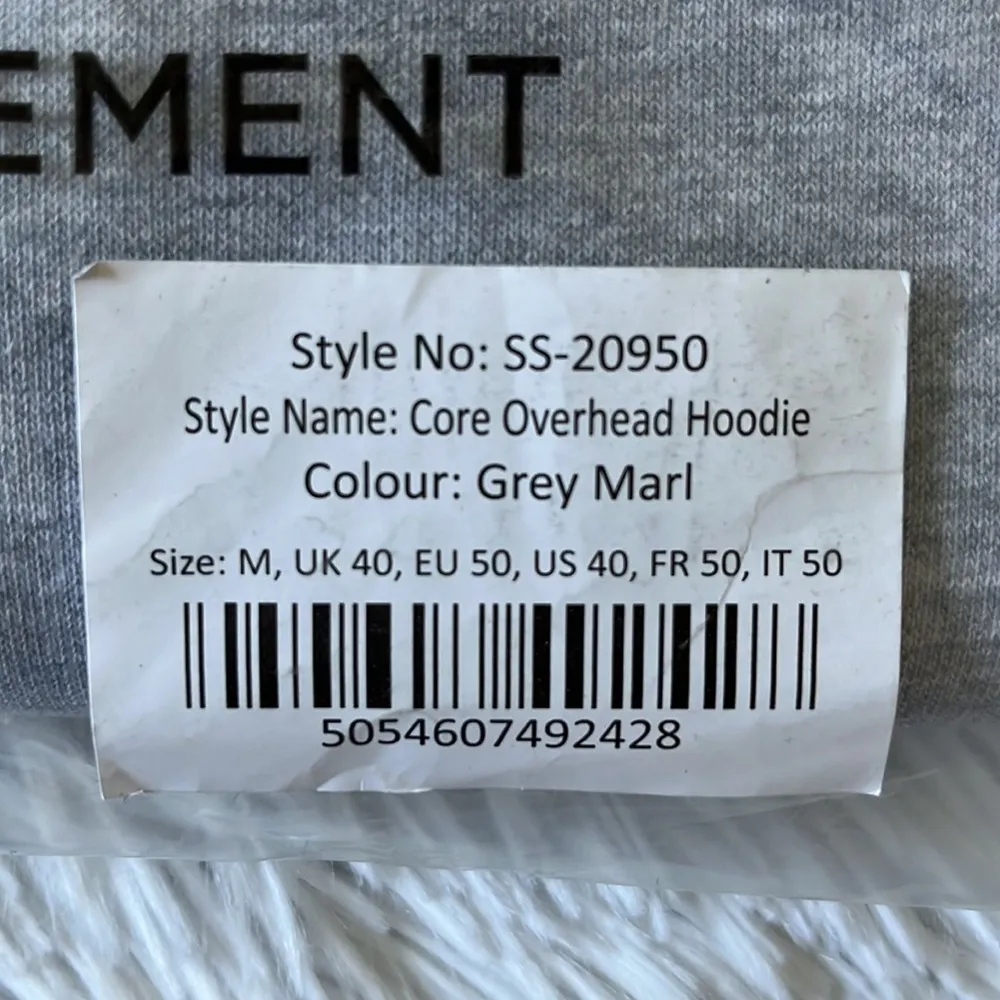 EMENT
Style No: SS-20950
Style Name: Core Overhead Hoodie
Colour: Grey Marl
Size: M, UK 40, EU 50, US 40, FR 50, IT 50
5054607492428